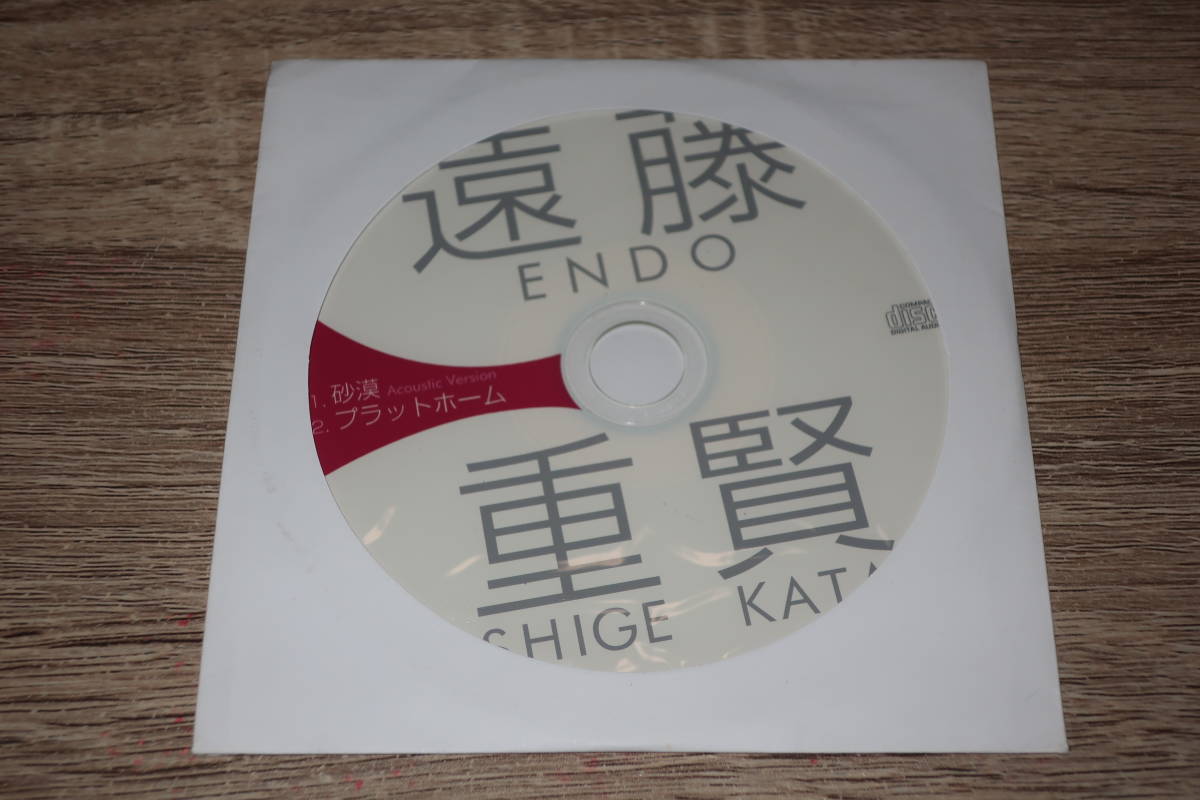 遠藤
ENDO
COMPACT
disc
DIGITAL AUDIO
1. 砂漠 Acoustic Version
2. プラットホーム
重賢
SHIGE KATA